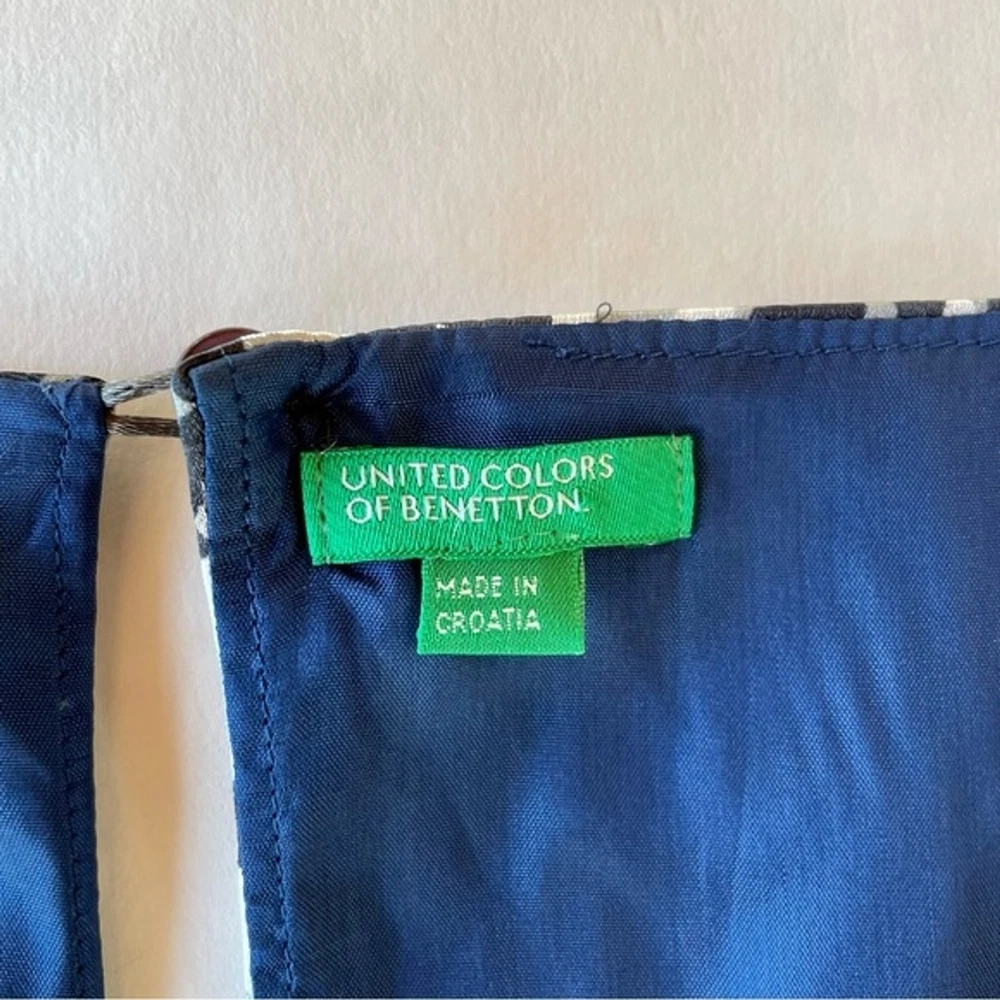 UNITED COLORS
OF BENETTON.
MADE IN
CROATIA